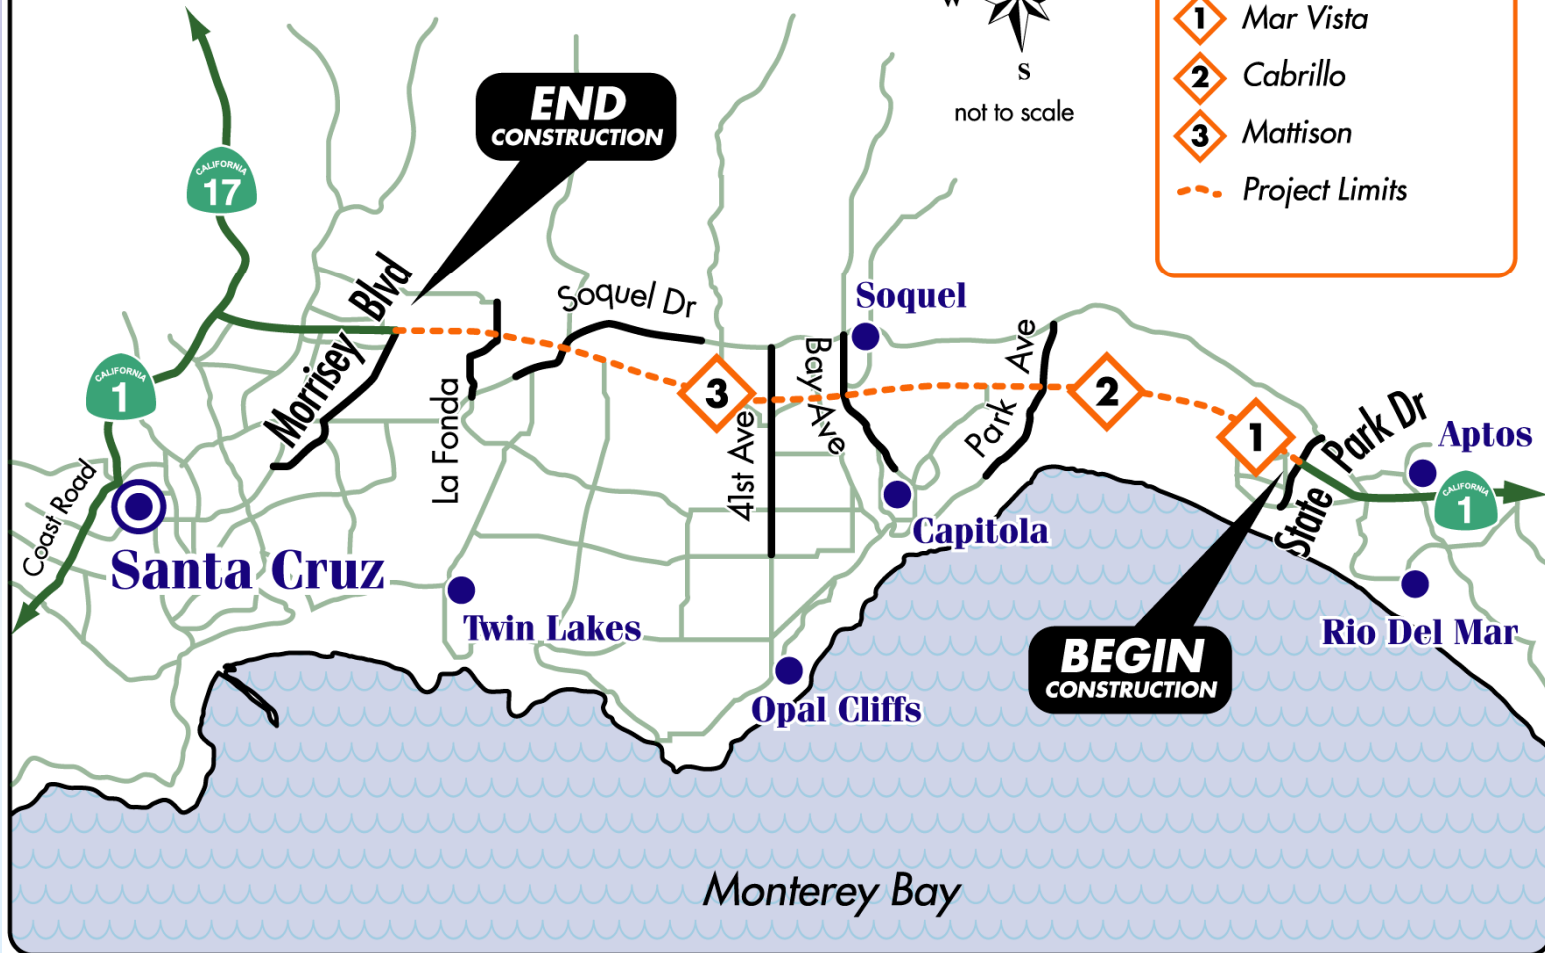 W
S
not to scale
1 Mar Vista
2 Cabrillo
3 Mattison
Project Limits
END
CONSTRUCTION
CALIFORNIA
17
Morrisey Blvd
Soquel Dr
Soquel
CALIFORNIA
1
La Fonda
3
41st Ave
Bay Ave
Park Ave
2
1
State Park Dr
Aptos
CALIFORNIA
1
Coast Road
Santa Cruz
Capitola
Twin Lakes
Rio Del Mar
BEGIN
CONSTRUCTION
Opal Cliffs
Monterey Bay